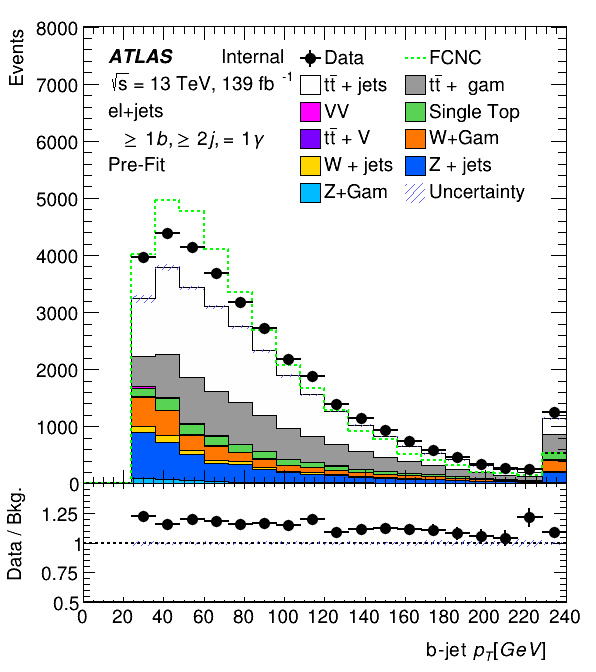 8000
7000
6000
5000
4000
3000
2000
1000
0
Events
ATLAS Internal
√s = 13 TeV, 139 fb⁻¹
el+jets
≥ 1b, ≥ 2j, = 1γ
Pre-Fit
Data FCNC
tt̄ + jets tt̄ + gam
VV Single Top
tt̄ + V W+Gam
W + jets Z + jets
Z+Gam Uncertainty
Data / Bkg.
1.25
1
0.75
0.5
0 20 40 60 80 100 120 140 160 180 200 220 240
b-jet p_T[GeV]